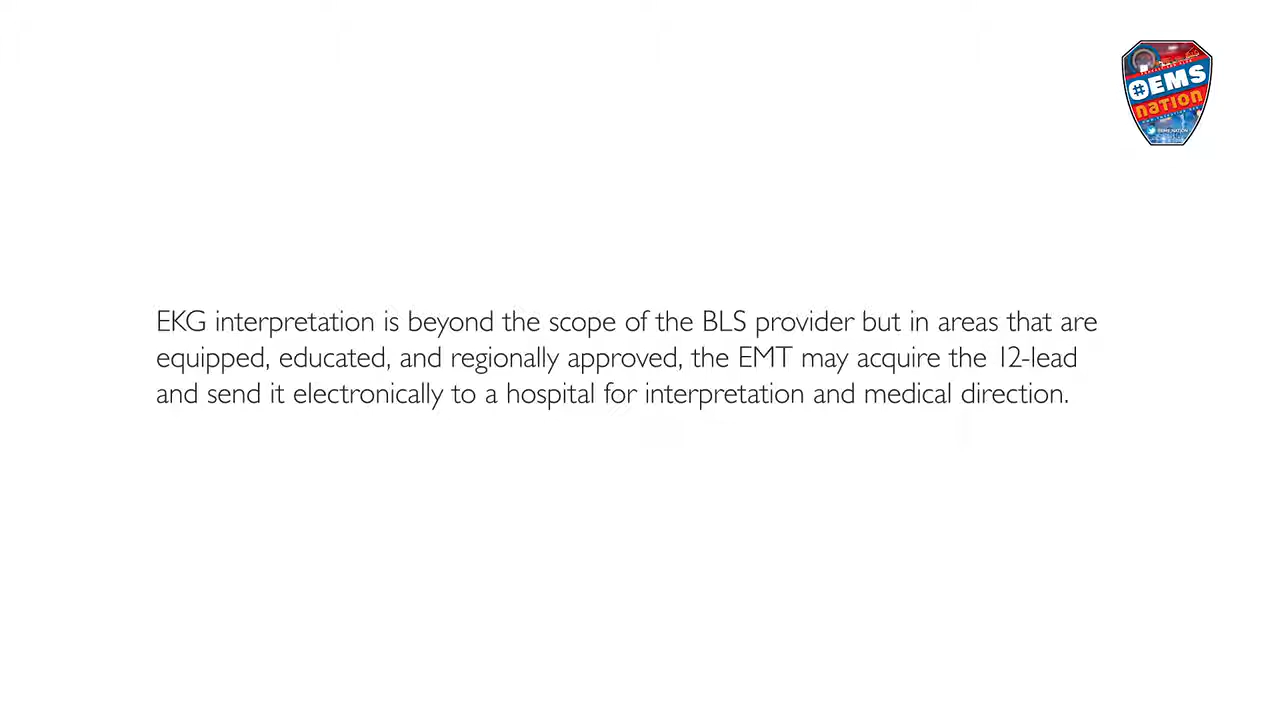 #OEMS
nation
EKG interpretation is beyond the scope of the BLS provider but in areas that are
equipped, educated, and regionally approved, the EMT may acquire the 12-lead
and send it electronically to a hospital for interpretation and medical direction.